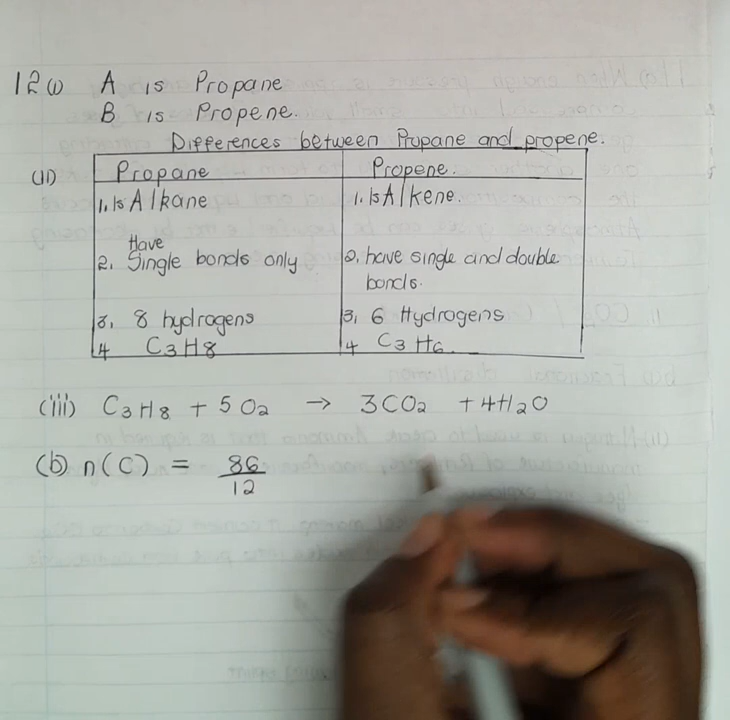 12 (i) A is Propane
B is Propene.
Differences between Propane and propene.
(ii) Propane Propene.
1. Is Alkane 1. Is Alkene.
Have
2. Single bonds only 2. have single and double
bonds.
3. 8 hydrogens 3. 6 Hydrogens
4 C3H8 4 C3H6
(iii) C3H8 + 5O2 → 3CO2 + 4H2O
(b) n(C) = 86
12